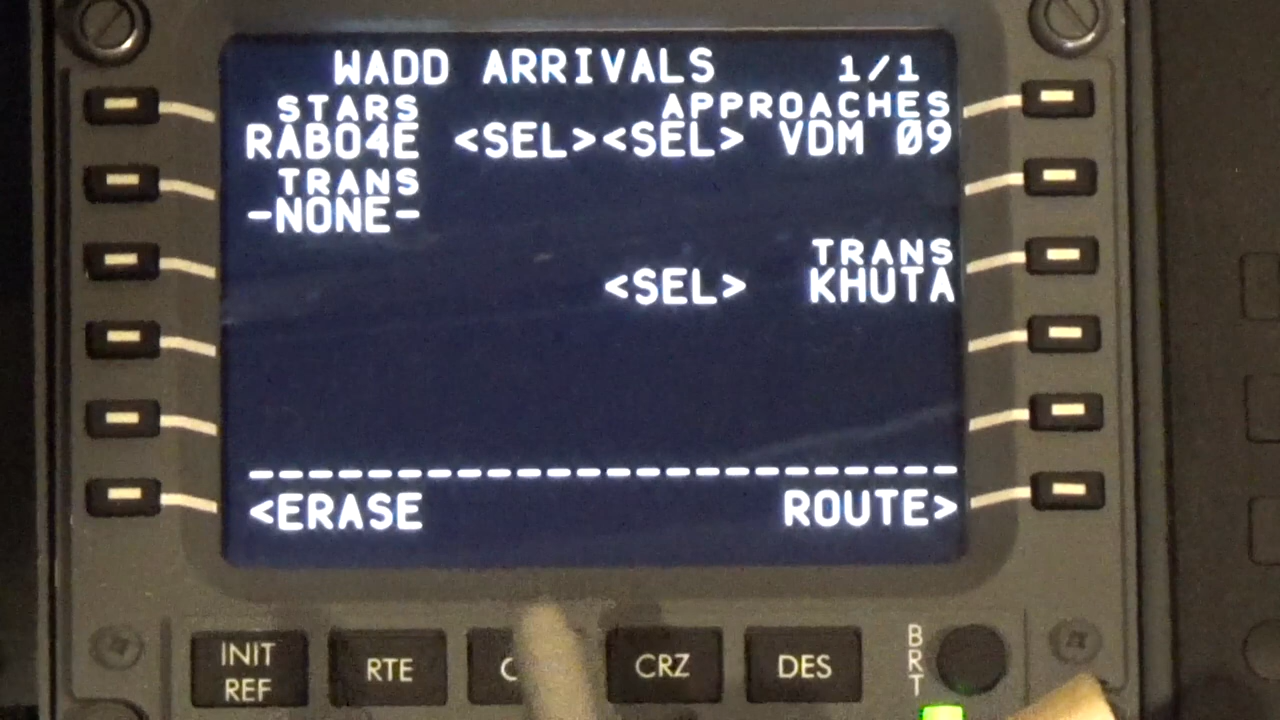 WADD ARRIVALS 1/1
STARS APPROACHES
RABO4E <SEL><SEL> VDM 09
TRANS
-NONE-
TRANS
<SEL> KHUTA
------------------------
<ERASE ROUTE>
INIT REF RTE C CRZ DES BRT